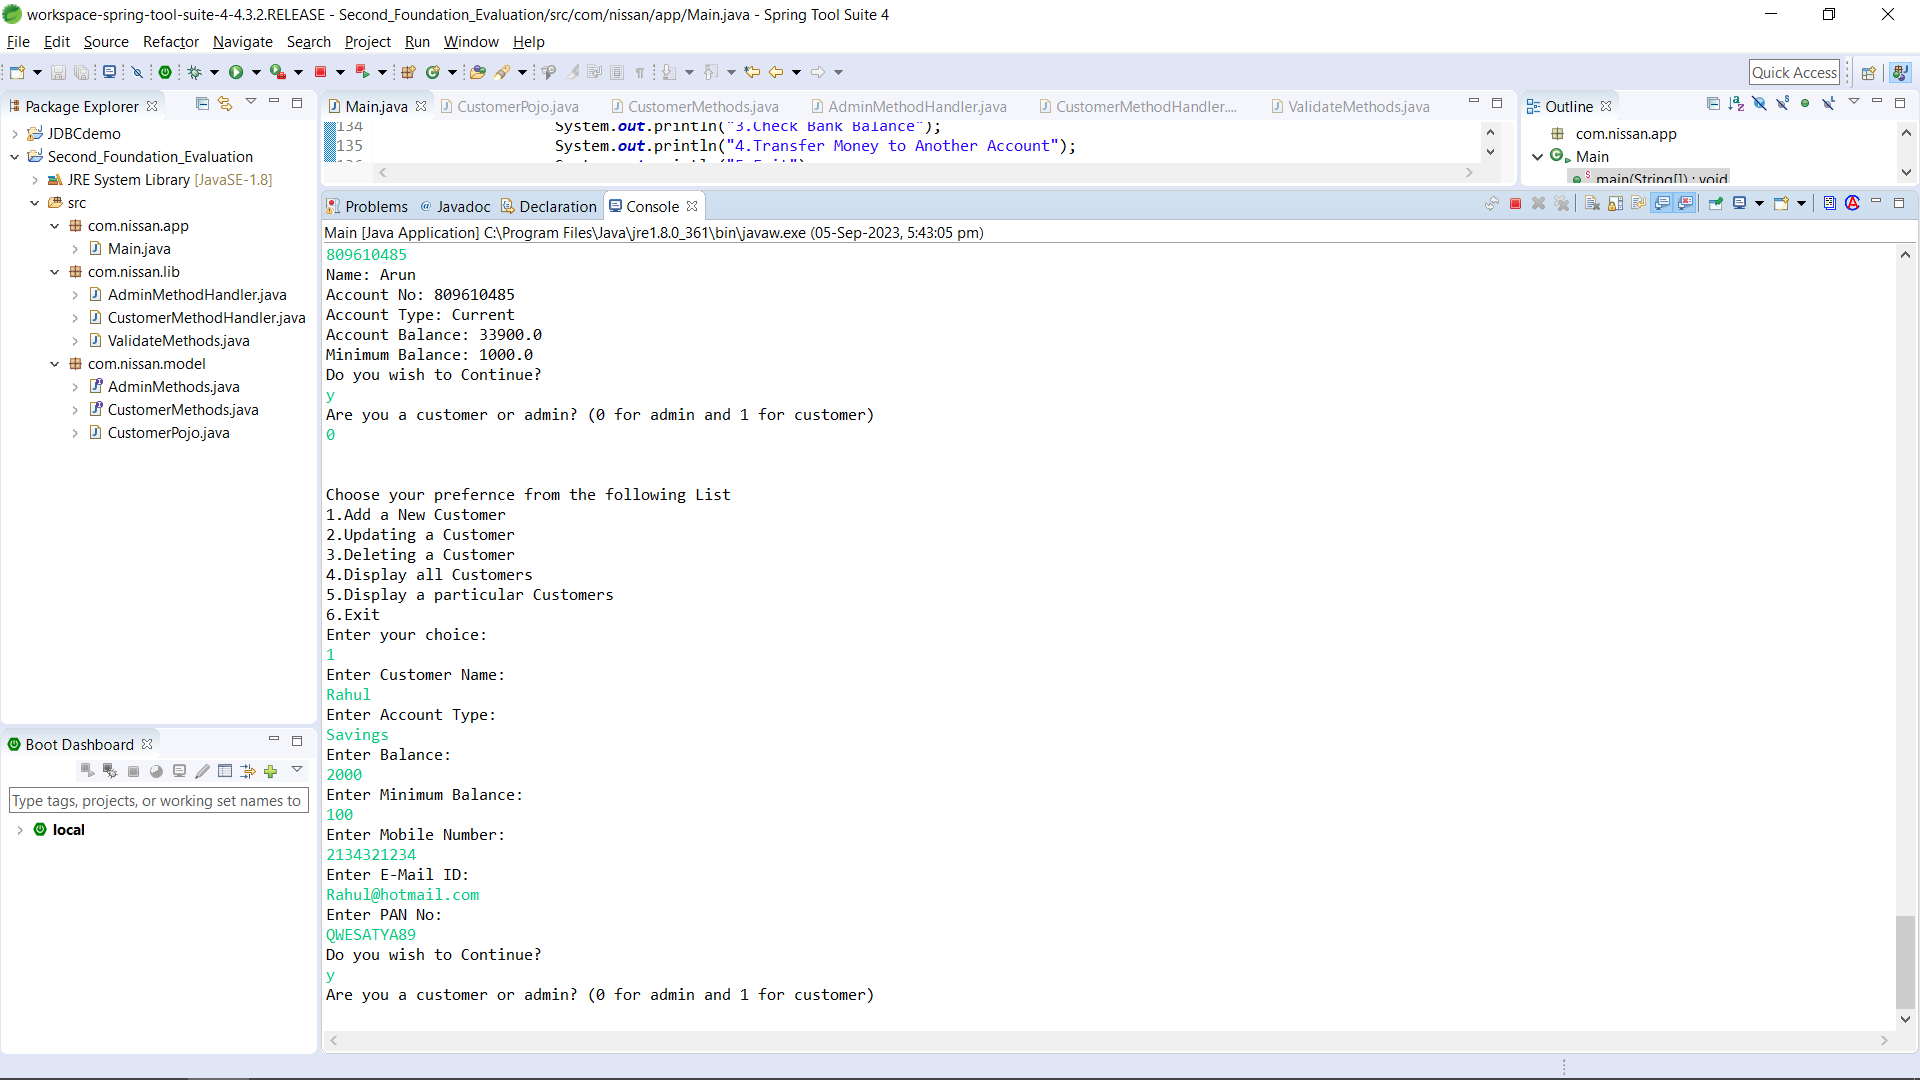 workspace-spring-tool-suite-4-4.3.2.RELEASE - Second_Foundation_Evaluation/src/com/nissan/app/Main.java - Spring Tool Suite 4
File Edit Source Refactor Navigate Search Project Run Window Help
Quick Access
Package Explorer
JDBCdemo
Second_Foundation_Evaluation
JRE System Library [JavaSE-1.8]
src
com.nissan.app
Main.java
com.nissan.lib
AdminMethodHandler.java
CustomerMethodHandler.java
ValidateMethods.java
com.nissan.model
AdminMethods.java
CustomerMethods.java
CustomerPojo.java
Boot Dashboard
Type tags, projects, or working set names to
local
Main.java CustomerPojo.java CustomerMethods.java AdminMethodHandler.java CustomerMethodHandler.... ValidateMethods.java
134 System.out.println("3.Check Bank Balance");
135 System.out.println("4.Transfer Money to Another Account");
Outline
com.nissan.app
Main
main(String[]) : void
Problems @ Javadoc Declaration Console
Main [Java Application] C:\Program Files\Java\jre1.8.0_361\bin\javaw.exe (05-Sep-2023, 5:43:05 pm)
809610485
Name: Arun
Account No: 809610485
Account Type: Current
Account Balance: 33900.0
Minimum Balance: 1000.0
Do you wish to Continue?
y
Are you a customer or admin? (0 for admin and 1 for customer)
0
Choose your prefernce from the following List
1.Add a New Customer
2.Updating a Customer
3.Deleting a Customer
4.Display all Customers
5.Display a particular Customers
6.Exit
Enter your choice:
1
Enter Customer Name:
Rahul
Enter Account Type:
Savings
Enter Balance:
2000
Enter Minimum Balance:
100
Enter Mobile Number:
2134321234
Enter E-Mail ID:
Rahul@hotmail.com
Enter PAN No:
QWESATYA89
Do you wish to Continue?
y
Are you a customer or admin? (0 for admin and 1 for customer)